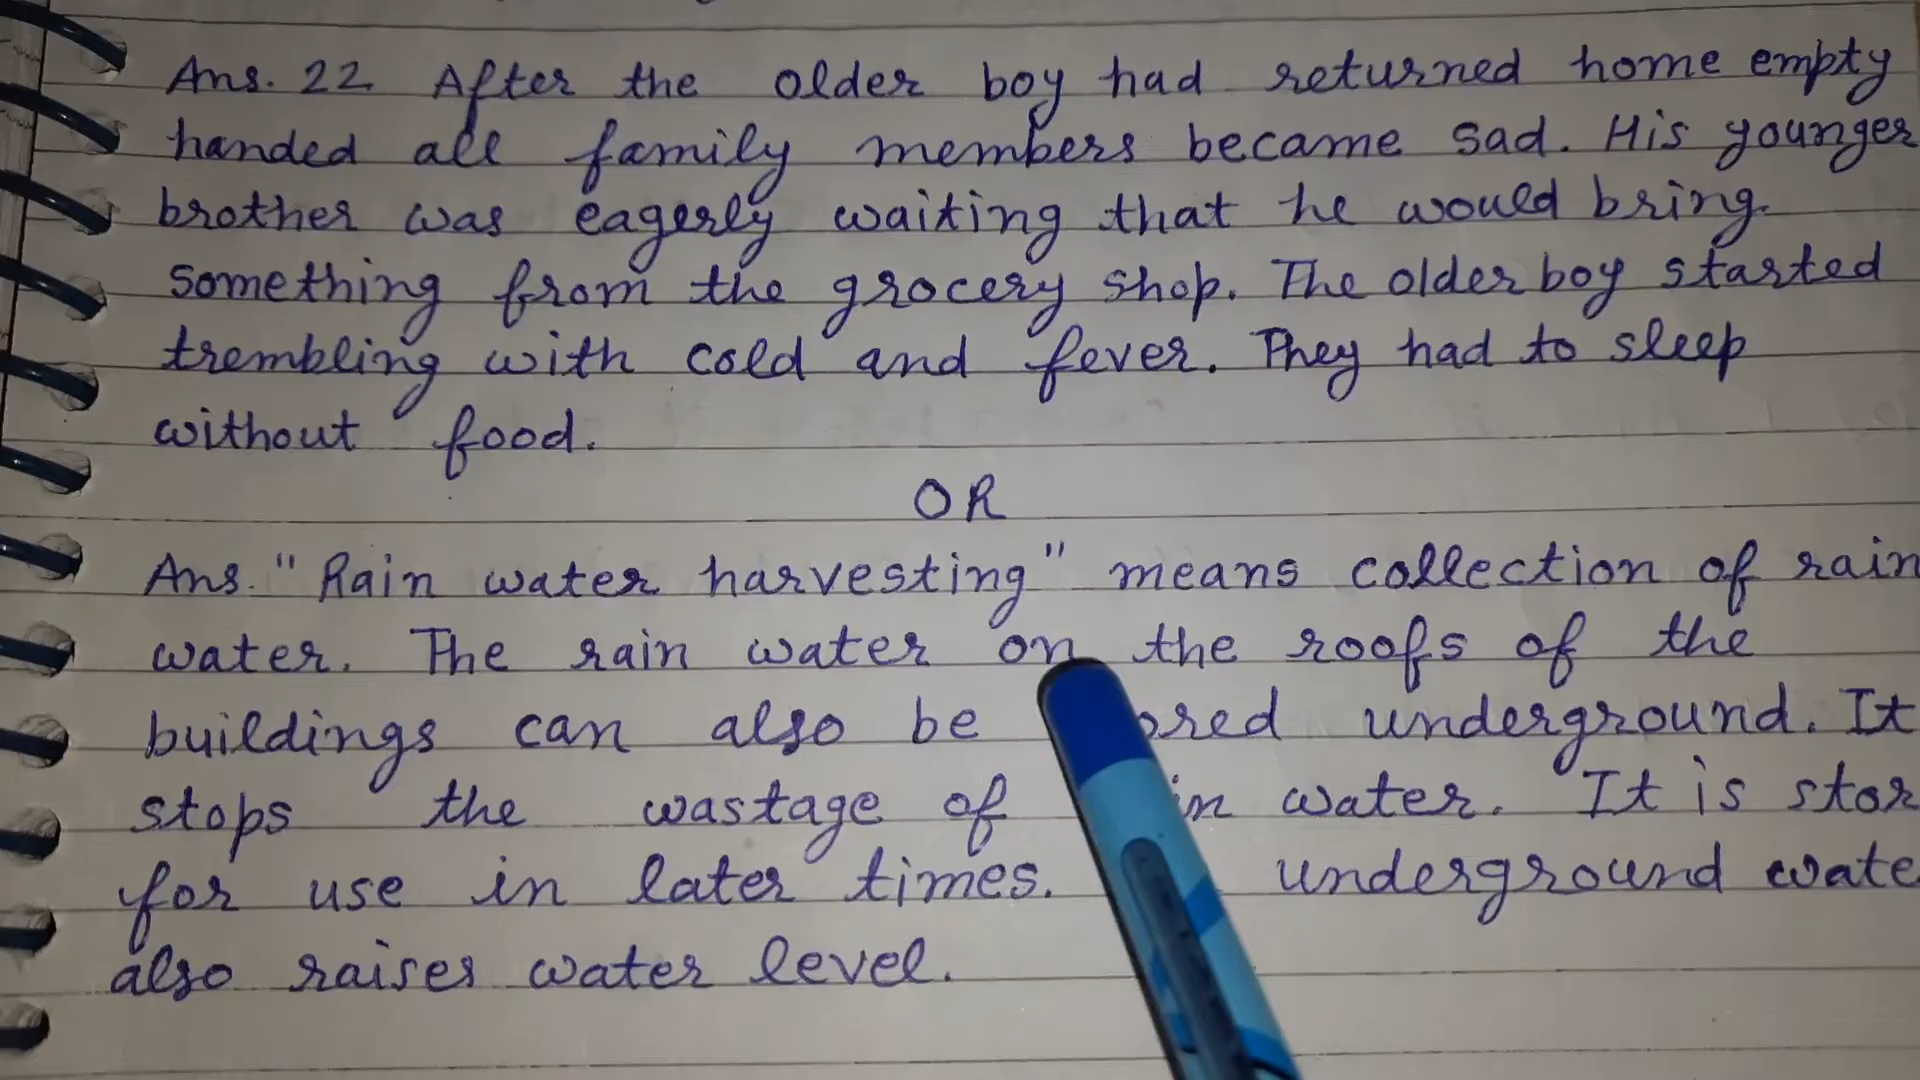 Ans. 22 After the older boy had returned home empty
handed all family members became sad. His younger
brother was eagerly waiting that he would bring
something from the grocery shop. The older boy started
trembling with cold and fever. They had to sleep
without food.
OR
Ans. "Rain water harvesting" means collection of rain
water. The rain water on the roofs of the
buildings can also be underground. It
stops the wastage of water. It is
for use in later times. underground
also raises water level.